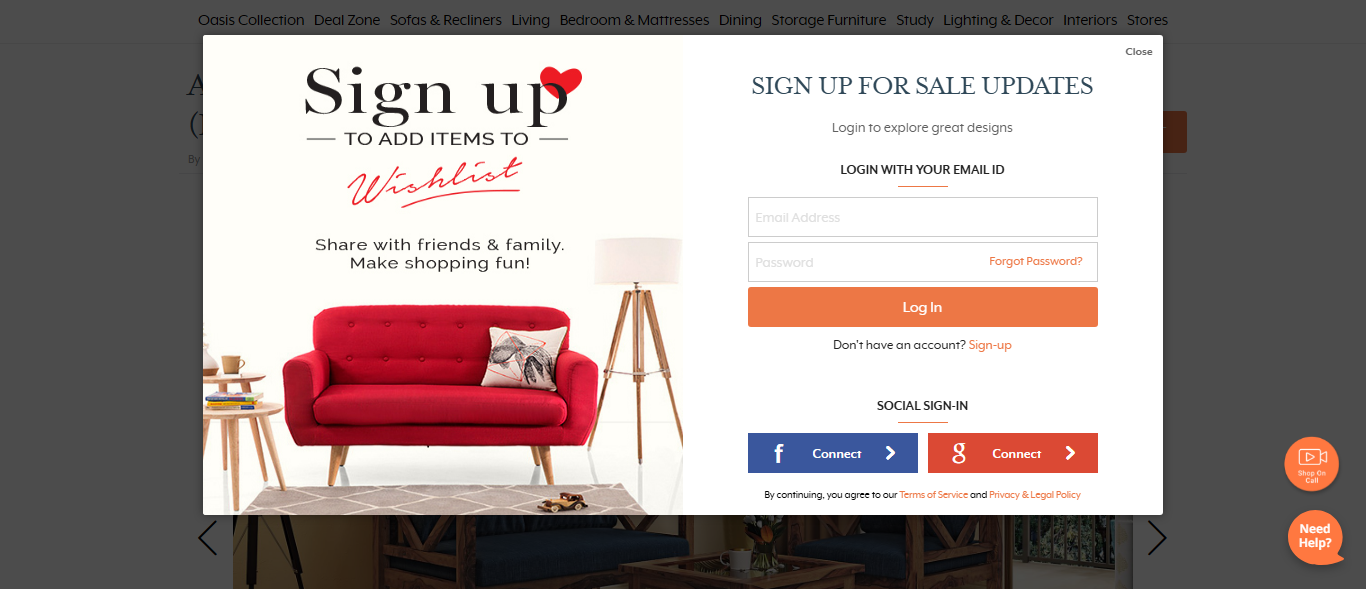 Oasis Collection Deal Zone Sofas & Recliners Living Bedroom & Mattresses Dining Storage Furniture Study Lighting & Decor Interiors Stores
Close
Sign up
TO ADD ITEMS TO
Wishlist
Share with friends & family.
Make shopping fun!
SIGN UP FOR SALE UPDATES
Login to explore great designs
LOGIN WITH YOUR EMAIL ID
Email Address
Password
Forgot Password?
Log In
Don't have an account? Sign-up
SOCIAL SIGN-IN
f Connect
g Connect
By continuing, you agree to our Terms of Service and Privacy & Legal Policy
By
Shop On
Call
Need
Help?